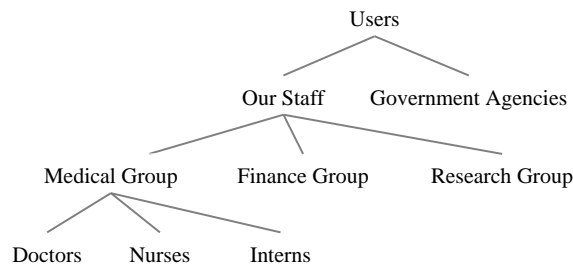 Users
Our Staff Government Agencies
Medical Group Finance Group Research Group
Doctors Nurses Interns